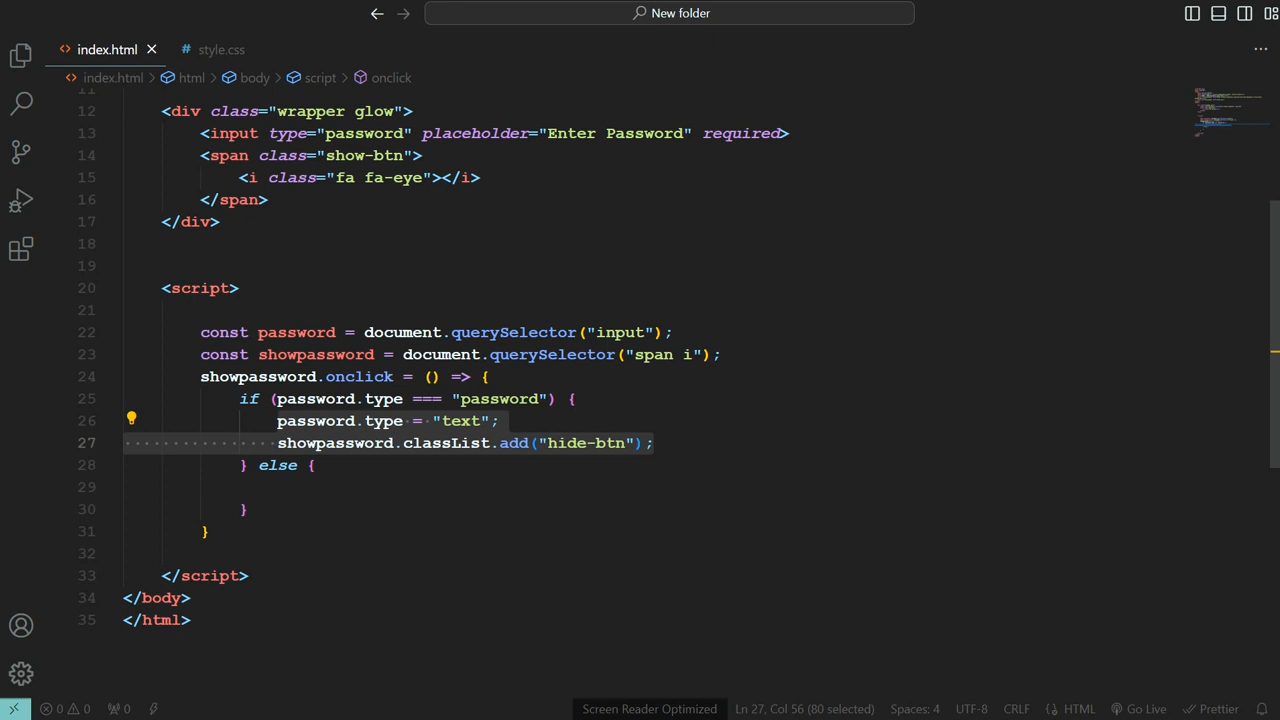 New folder
index.html
# style.css
index.html > html > body > script > onclick
11
12 <div class="wrapper glow">
13 <input type="password" placeholder="Enter Password" required>
14 <span class="show-btn">
15 <i class="fa fa-eye"></i>
16 </span>
17 </div>
18
19
20 <script>
21
22 const password = document.querySelector("input");
23 const showpassword = document.querySelector("span i");
24 showpassword.onclick = () => {
25 if (password.type === "password") {
26 password.type = "text";
27 showpassword.classList.add("hide-btn");
28 } else {
29
30 }
31 }
32
33 </script>
34 </body>
35 </html>
0 0 0 Screen Reader Optimized Ln 27, Col 56 (80 selected) Spaces: 4 UTF-8 CRLF {} HTML Go Live Prettier